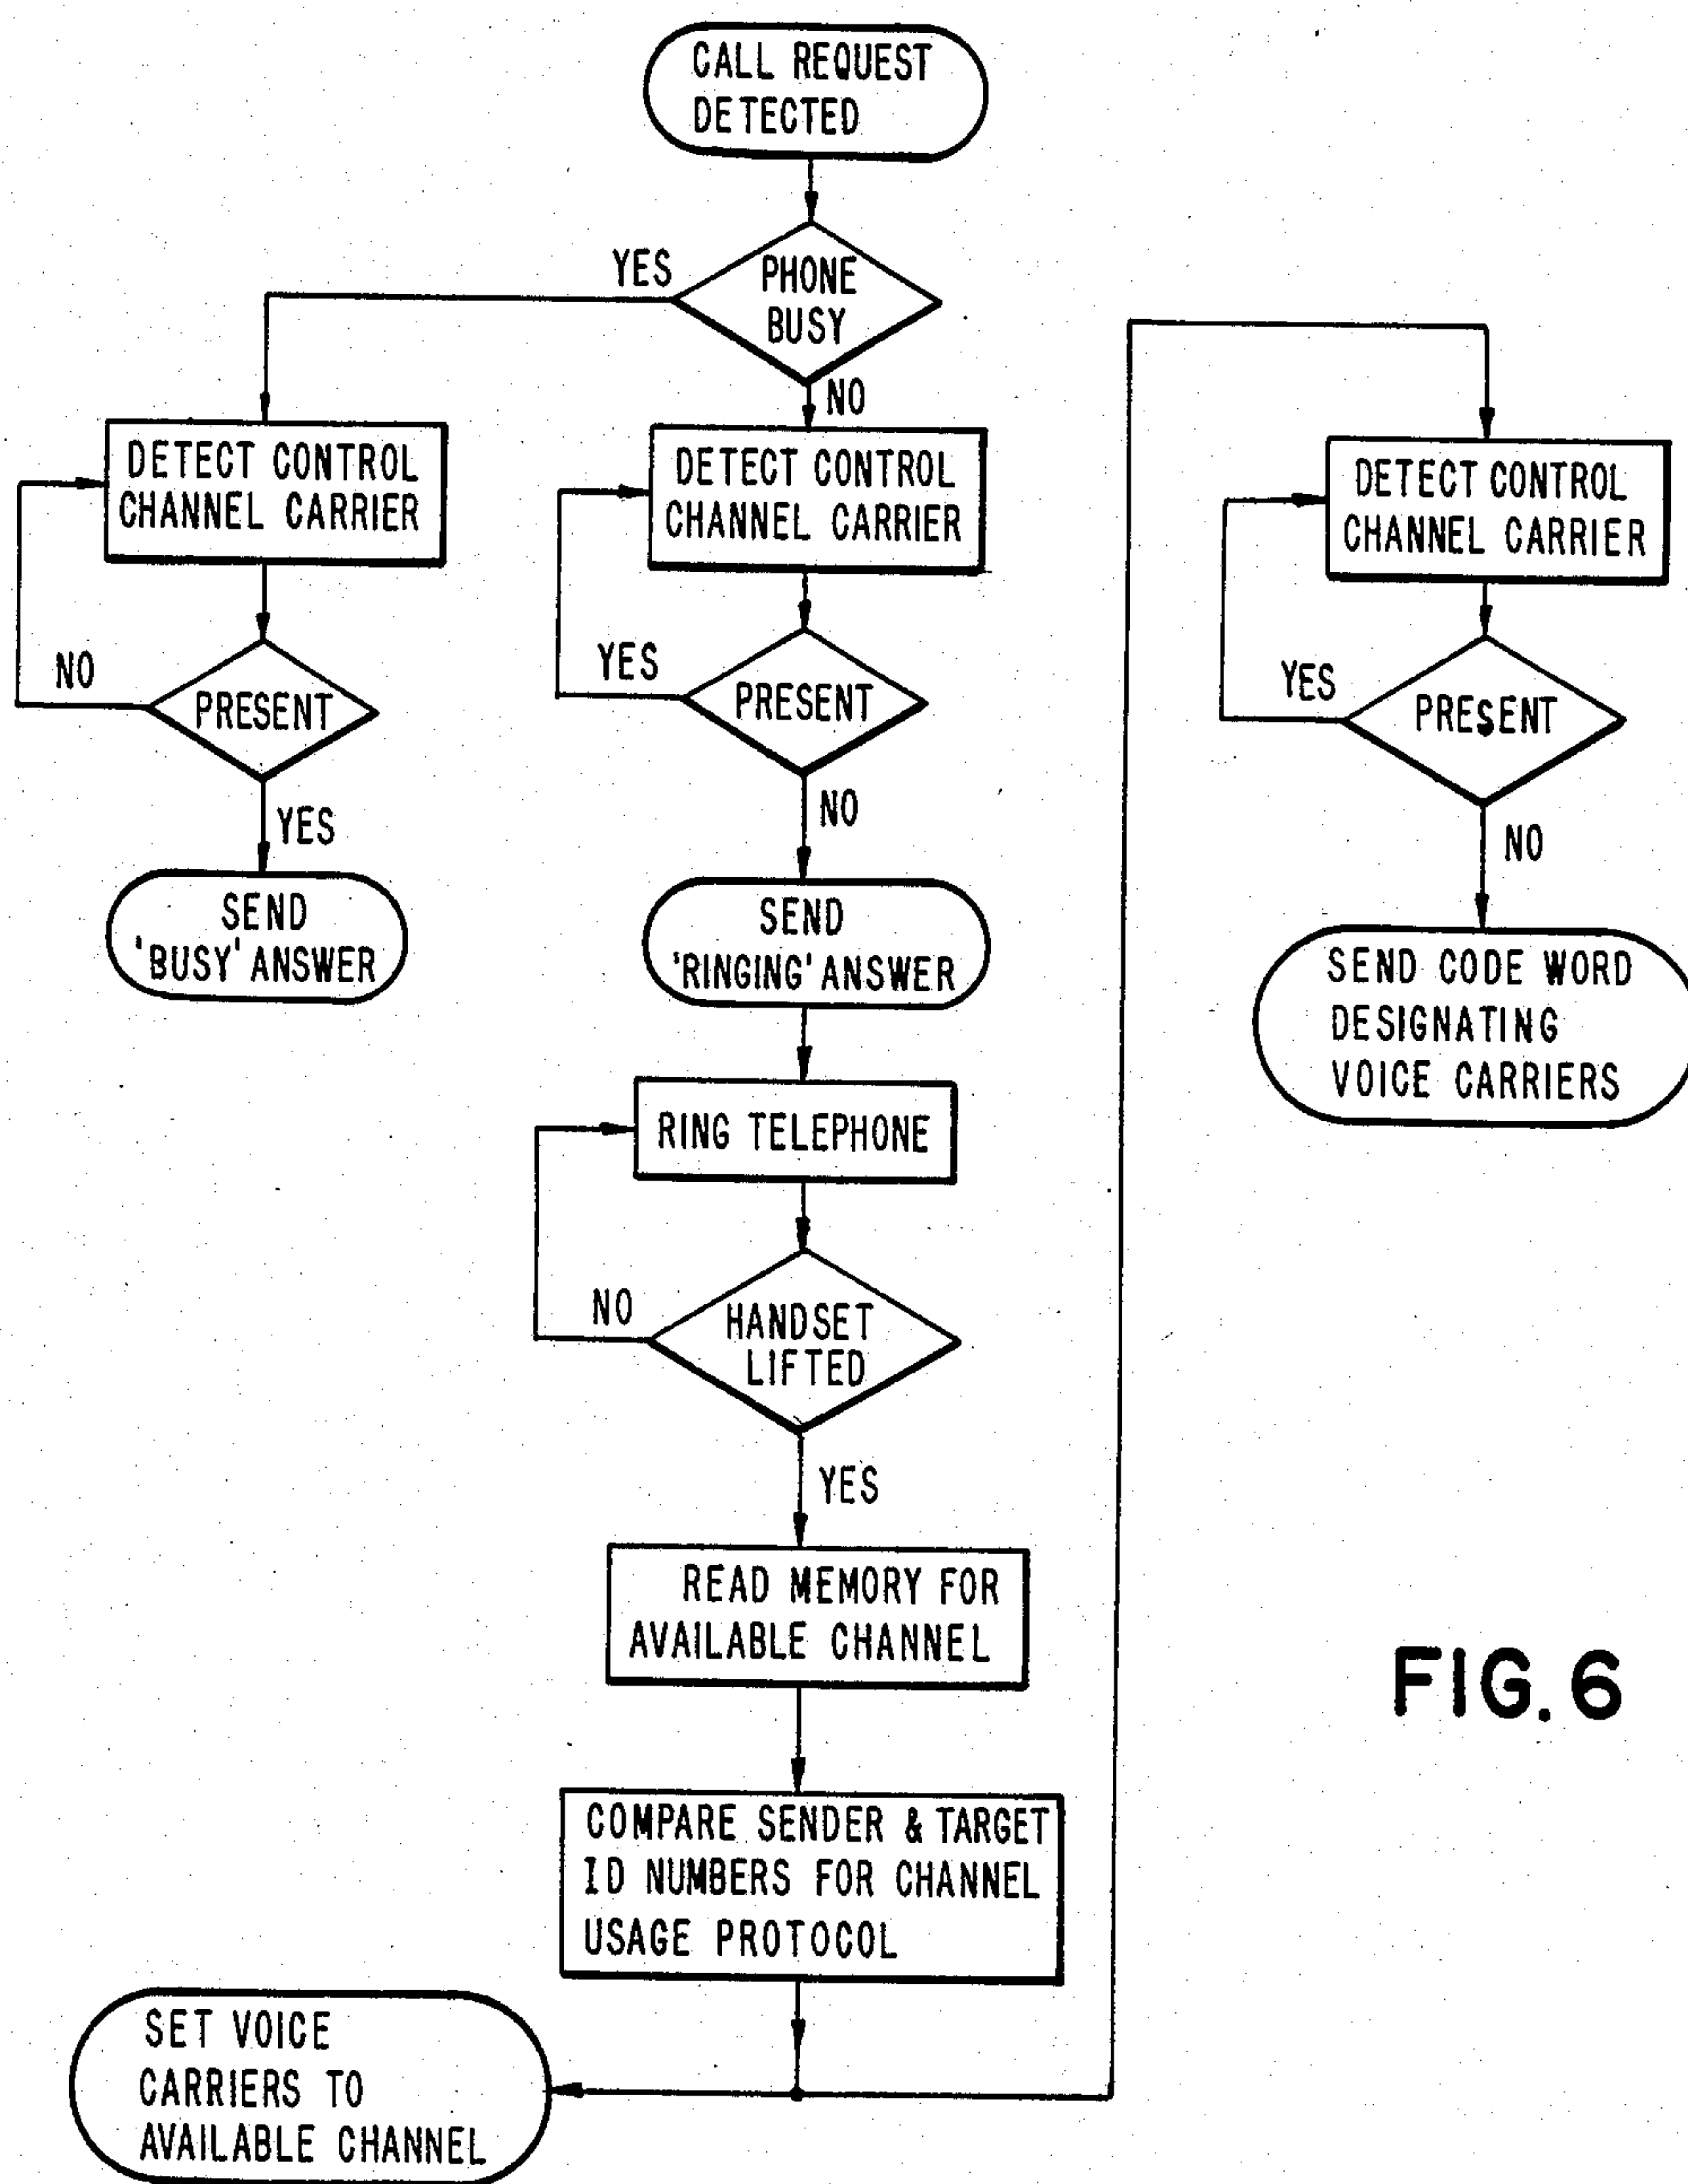 CALL REQUEST
DETECTED
PHONE
BUSY
YES
NO
DETECT CONTROL
CHANNEL CARRIER
PRESENT
NO
YES
SEND
'BUSY' ANSWER
DETECT CONTROL
CHANNEL CARRIER
PRESENT
YES
NO
SEND
'RINGING' ANSWER
RING TELEPHONE
HANDSET
LIFTED
NO
YES
READ MEMORY FOR
AVAILABLE CHANNEL
COMPARE SENDER & TARGET
ID NUMBERS FOR CHANNEL
USAGE PROTOCOL
SET VOICE
CARRIERS TO
AVAILABLE CHANNEL
DETECT CONTROL
CHANNEL CARRIER
PRESENT
YES
NO
SEND CODE WORD
DESIGNATING
VOICE CARRIERS
FIG. 6